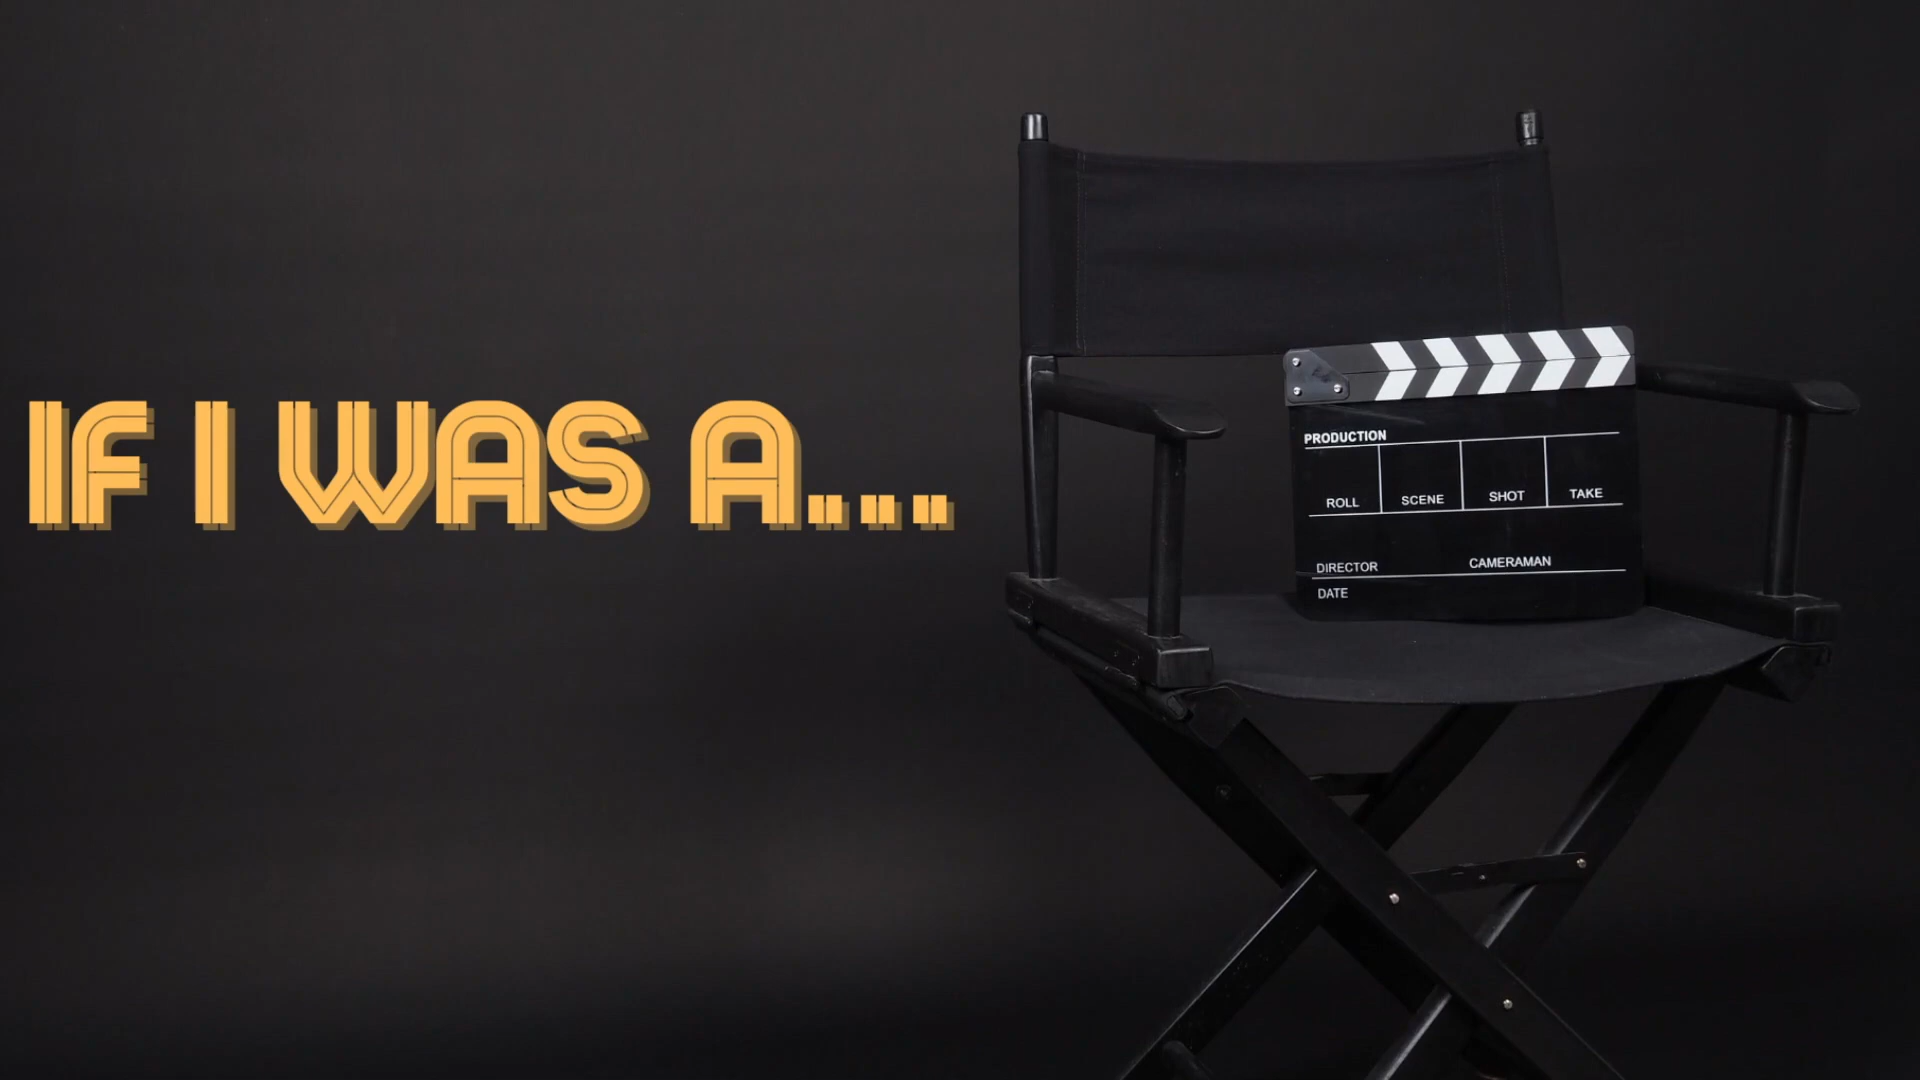 IF I WAS A...
PRODUCTION
ROLL SCENE SHOT TAKE
DIRECTOR CAMERAMAN
DATE